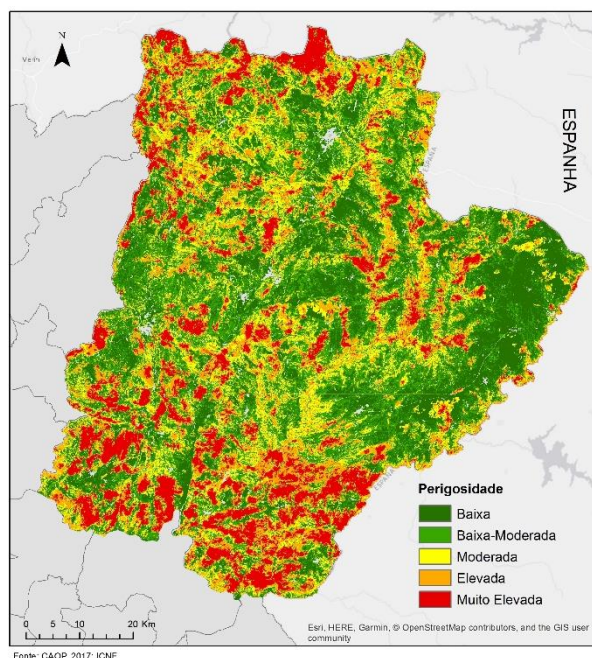 N
ESPANHA
Perigosidade
Baixa
Baixa-Moderada
Moderada
Elevada
Muito Elevada
0 5 10 20 Km
Esri, HERE, Garmin, © OpenStreetMap contributors, and the GIS user
community
Fonte: CAOP, 2017; ICNF